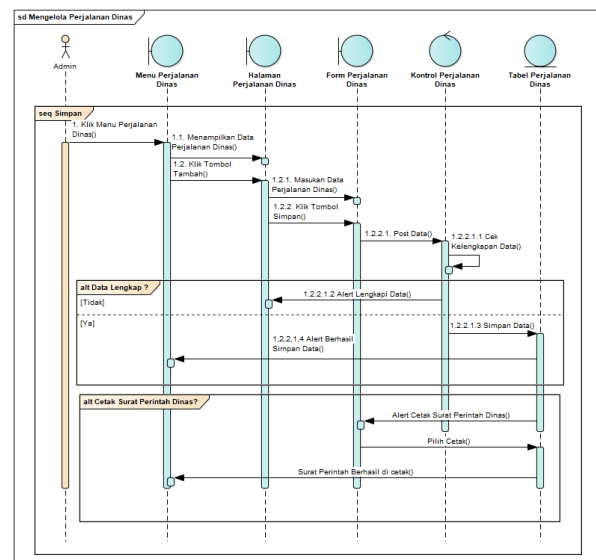 sd Mengelola Perjalanan Dinas
Admin
Menu Perjalanan
Dinas
Halaman
Perjalanan Dinas
Form Perjalanan
Dinas
Kontrol Perjalanan
Dinas
Tabel Perjalanan
Dinas
seq Simpan
1. Klik Menu Perjalanan
Dinas()
1.1. Menampilkan Data
Perjalanan Dinas()
1.2. Klik Tombol
Tambah()
1.2.1. Masukan Data
Perjalanan Dinas()
1.2.2. Klik Tombol
Simpan()
1.2.2.1. Post Data()
1.2.2.1.1 Cek
Kelengkapan Data()
alt Data Lengkap ?
[Tidak]
1.2.2.1.2 Alert Lengkapi Data()
[Ya]
1.2.2.1.3 Simpan Data()
1,2,2,1,4 Alert Berhasil
Simpan Data()
alt Cetak Surat Perintah Dinas?
Alert Cetak Surat Perintah Dinas()
Pilih Cetak()
Surat Perintah Berhasil di cetak()